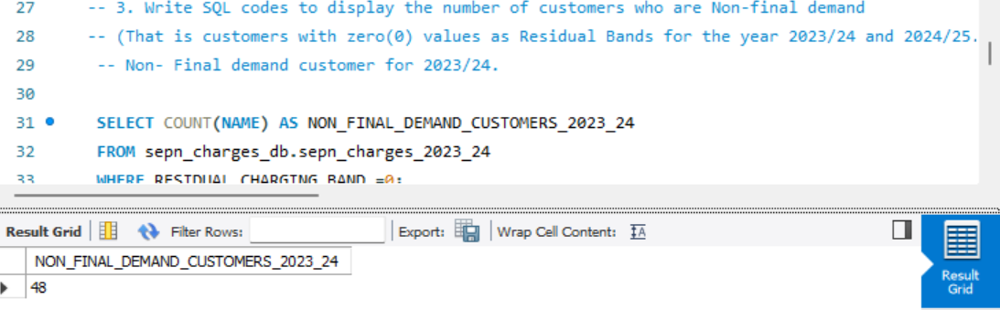 27 -- 3. Write SQL codes to display the number of customers who are Non-final demand
28 -- (That is customers with zero(0) values as Residual Bands for the year 2023/24 and 2024/25.
29 -- Non- Final demand customer for 2023/24.
30
31 SELECT COUNT(NAME) AS NON_FINAL_DEMAND_CUSTOMERS_2023_24
32 FROM sepn_charges_db.sepn_charges_2023_24
33 WHERE RESIDUAL_CHARGING_BAND =0;
Result Grid Filter Rows: Export: Wrap Cell Content: IA
NON_FINAL_DEMAND_CUSTOMERS_2023_24
48
Result
Grid